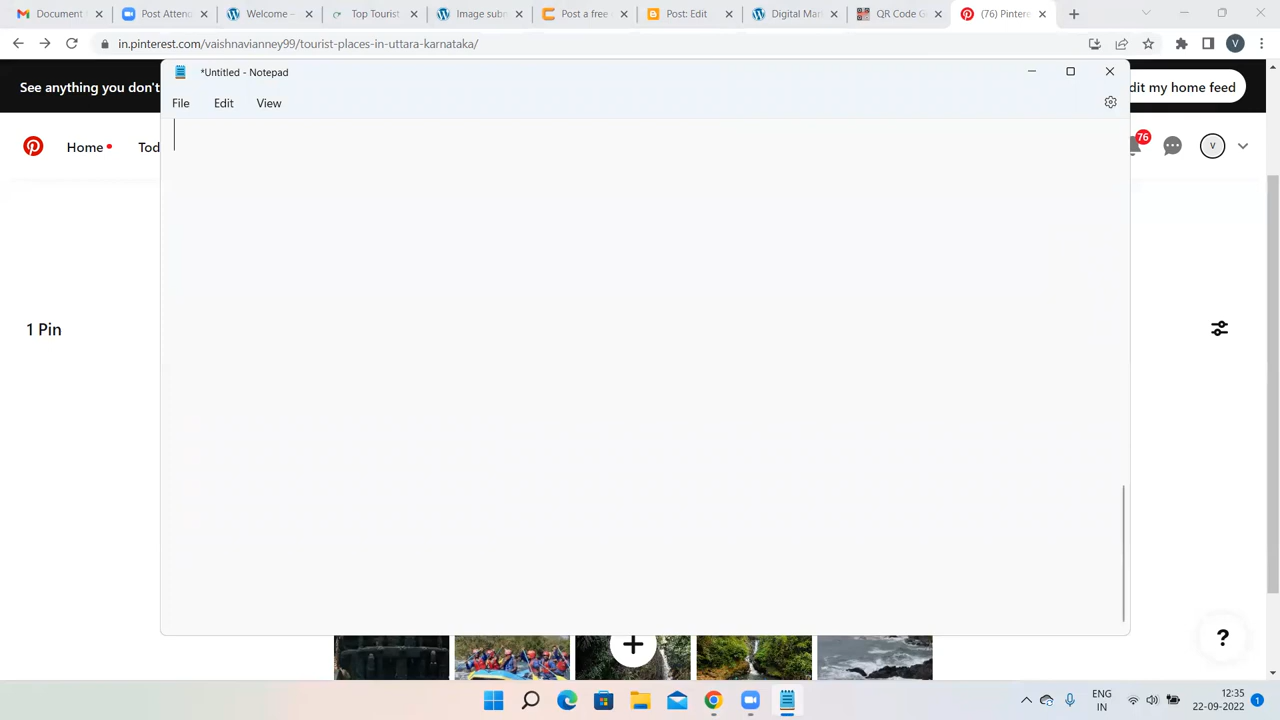 Document
Post Attend
Welcome –
Top Tourist
Image sub
Post a free
Post: Edit
Digital Man
QR Code G
(76) Pintere
in.pinterest.com/vaishnavianney99/tourist-places-in-uttara-karnataka/
V
See anything you don't
dit my home feed
*Untitled - Notepad
File Edit View
Home
Tod
76
V
1 Pin
?
ENG
IN
12:35
22-09-2022
1